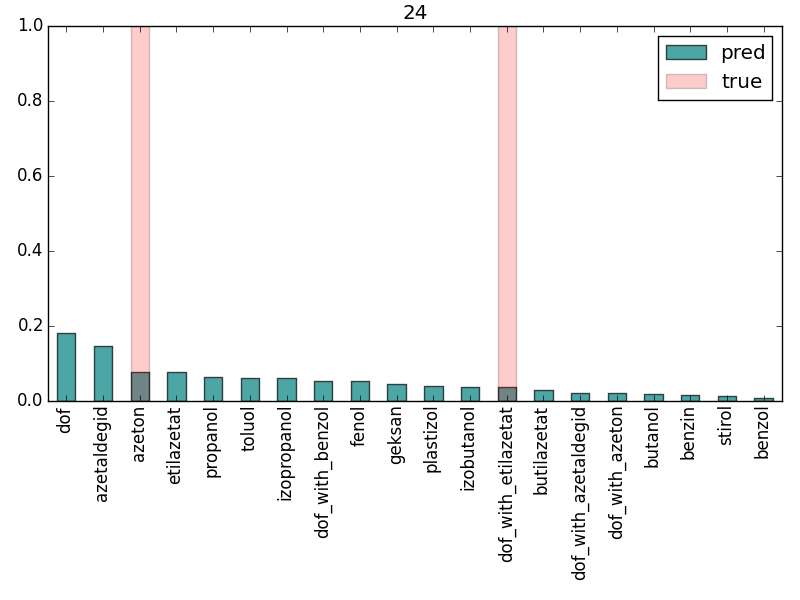 24
1.0
0.8
0.6
0.4
0.2
0.0
pred
true
dof
azetaldegid
azeton
etilazetat
propanol
toluol
izopropanol
dof_with_benzol
fenol
geksan
plastizol
izobutanol
dof_with_etilazetat
butilazetat
dof_with_azetaldegid
dof_with_azeton
butanol
benzin
stirol
benzol